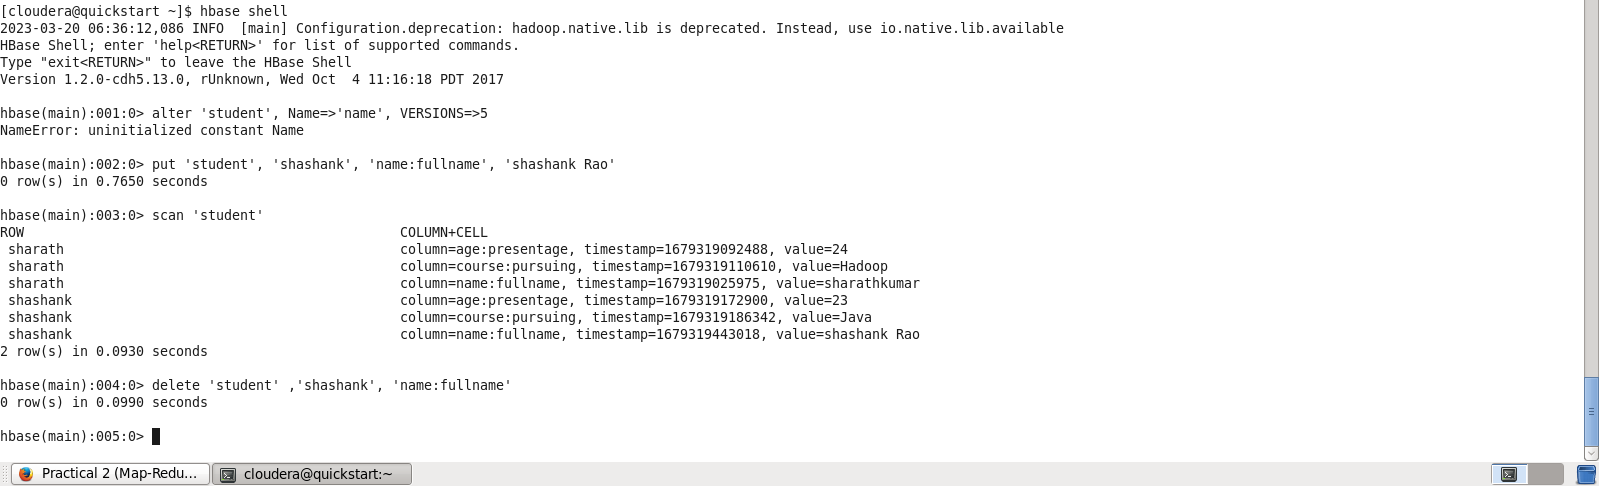 [cloudera@quickstart ~]$ hbase shell
2023-03-20 06:36:12,086 INFO  [main] Configuration.deprecation: hadoop.native.lib is deprecated. Instead, use io.native.lib.available
HBase Shell; enter 'help<RETURN>' for list of supported commands.
Type "exit<RETURN>" to leave the HBase Shell
Version 1.2.0-cdh5.13.0, rUnknown, Wed Oct  4 11:16:18 PDT 2017

hbase(main):001:0> alter 'student', Name=>'name', VERSIONS=>5
NameError: uninitialized constant Name

hbase(main):002:0> put 'student', 'shashank', 'name:fullname', 'shashank Rao'
0 row(s) in 0.7650 seconds

hbase(main):003:0> scan 'student'
ROW                                               COLUMN+CELL
 sharath                                          column=age:presentage, timestamp=1679319092488, value=24
 sharath                                          column=course:pursuing, timestamp=1679319110610, value=Hadoop
 sharath                                          column=name:fullname, timestamp=1679319025975, value=sharathkumar
 shashank                                         column=age:presentage, timestamp=1679319172900, value=23
 shashank                                         column=course:pursuing, timestamp=1679319186342, value=Java
 shashank                                         column=name:fullname, timestamp=1679319443018, value=shashank Rao
2 row(s) in 0.0930 seconds

hbase(main):004:0> delete 'student' ,'shashank', 'name:fullname'
0 row(s) in 0.0990 seconds

hbase(main):005:0>
Practical 2 (Map-Redu... cloudera@quickstart:~